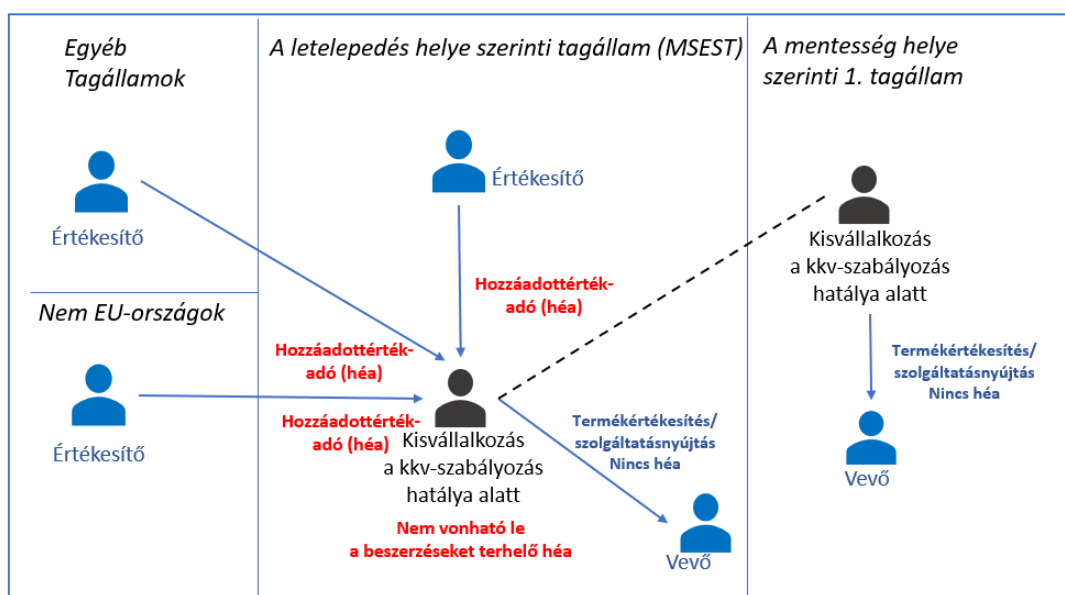 Egyéb
Tagállamok
Értékesítő
Nem EU-országok
Értékesítő
A letelepedés helye szerinti tagállam (MSEST)
Értékesítő
Hozzáadottérték-
adó (héa)
Hozzáadottérték-
adó (héa)
Hozzáadottérték-
adó (héa)
Kisvállalkozás
a kkv-szabályozás
hatálya alatt
Nem vonható le
a beszerzéseket terhelő héa
Termékértékesítés/
szolgáltatásnyújtás
Nincs héa
Vevő
A mentesség helye
szerinti 1. tagállam
Kisvállalkozás
a kkv-szabályozás
hatálya alatt
Termékértékesítés/
szolgáltatásnyújtás
Nincs héa
Vevő